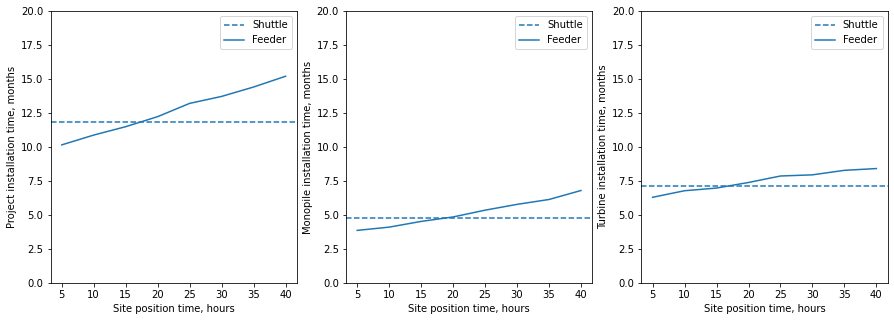 Project installation time, months
20.0
17.5
15.0
12.5
10.0
7.5
5.0
2.5
0.0
5 10 15 20 25 30 35 40
Site position time, hours
Shuttle
Feeder
Monopile installation time, months
20.0
17.5
15.0
12.5
10.0
7.5
5.0
2.5
0.0
5 10 15 20 25 30 35 40
Site position time, hours
Shuttle
Feeder
Turbine installation time, months
20.0
17.5
15.0
12.5
10.0
7.5
5.0
2.5
0.0
5 10 15 20 25 30 35 40
Site position time, hours
Shuttle
Feeder